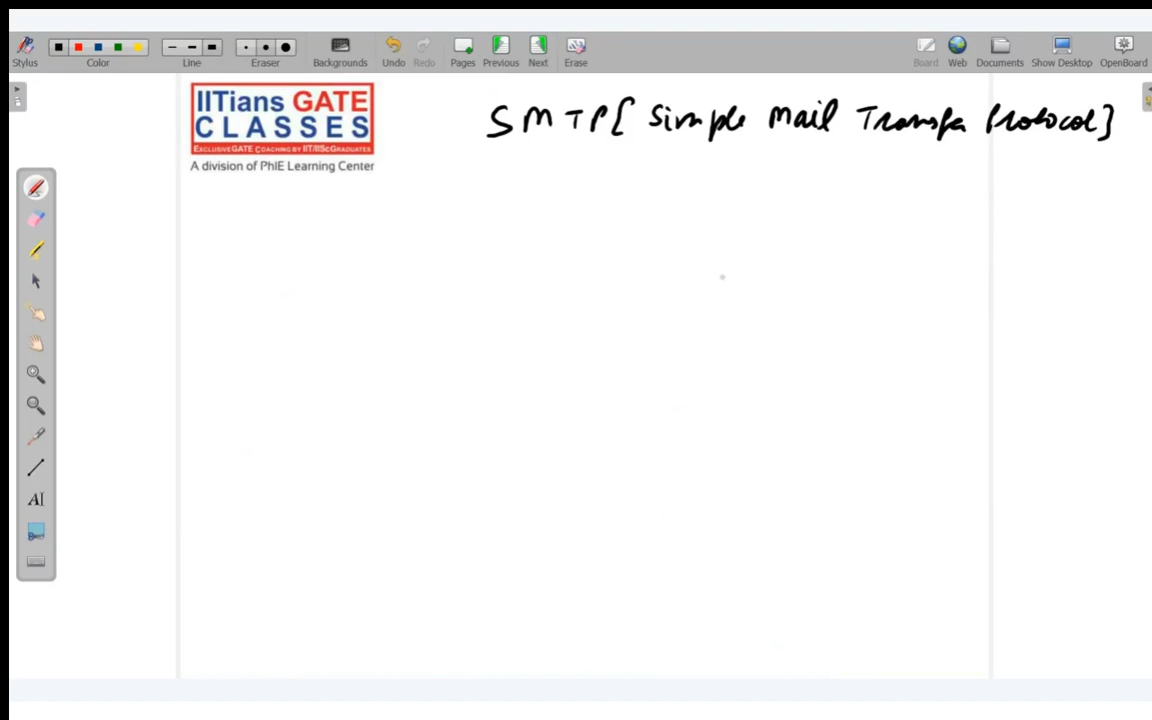 Stylus Color Line Eraser Backgrounds Undo Redo Pages Previous Next Erase Board Web Documents Show Desktop OpenBoard
IITians GATE
CLASSES
EXCLUSIVE GATE COACHING BY IIT/IISc GRADUATES
A division of PhIE Learning Center
SMTP[ Simple Mail Transfer Protocol]
AI